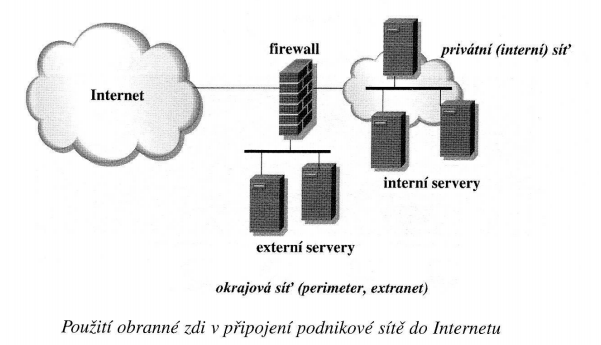 firewall
privátní (interní) síť
Internet
interní servery
externí servery
okrajová síť (perimeter, extranet)
Použití obranné zdi v připojení podnikové sítě do Internetu